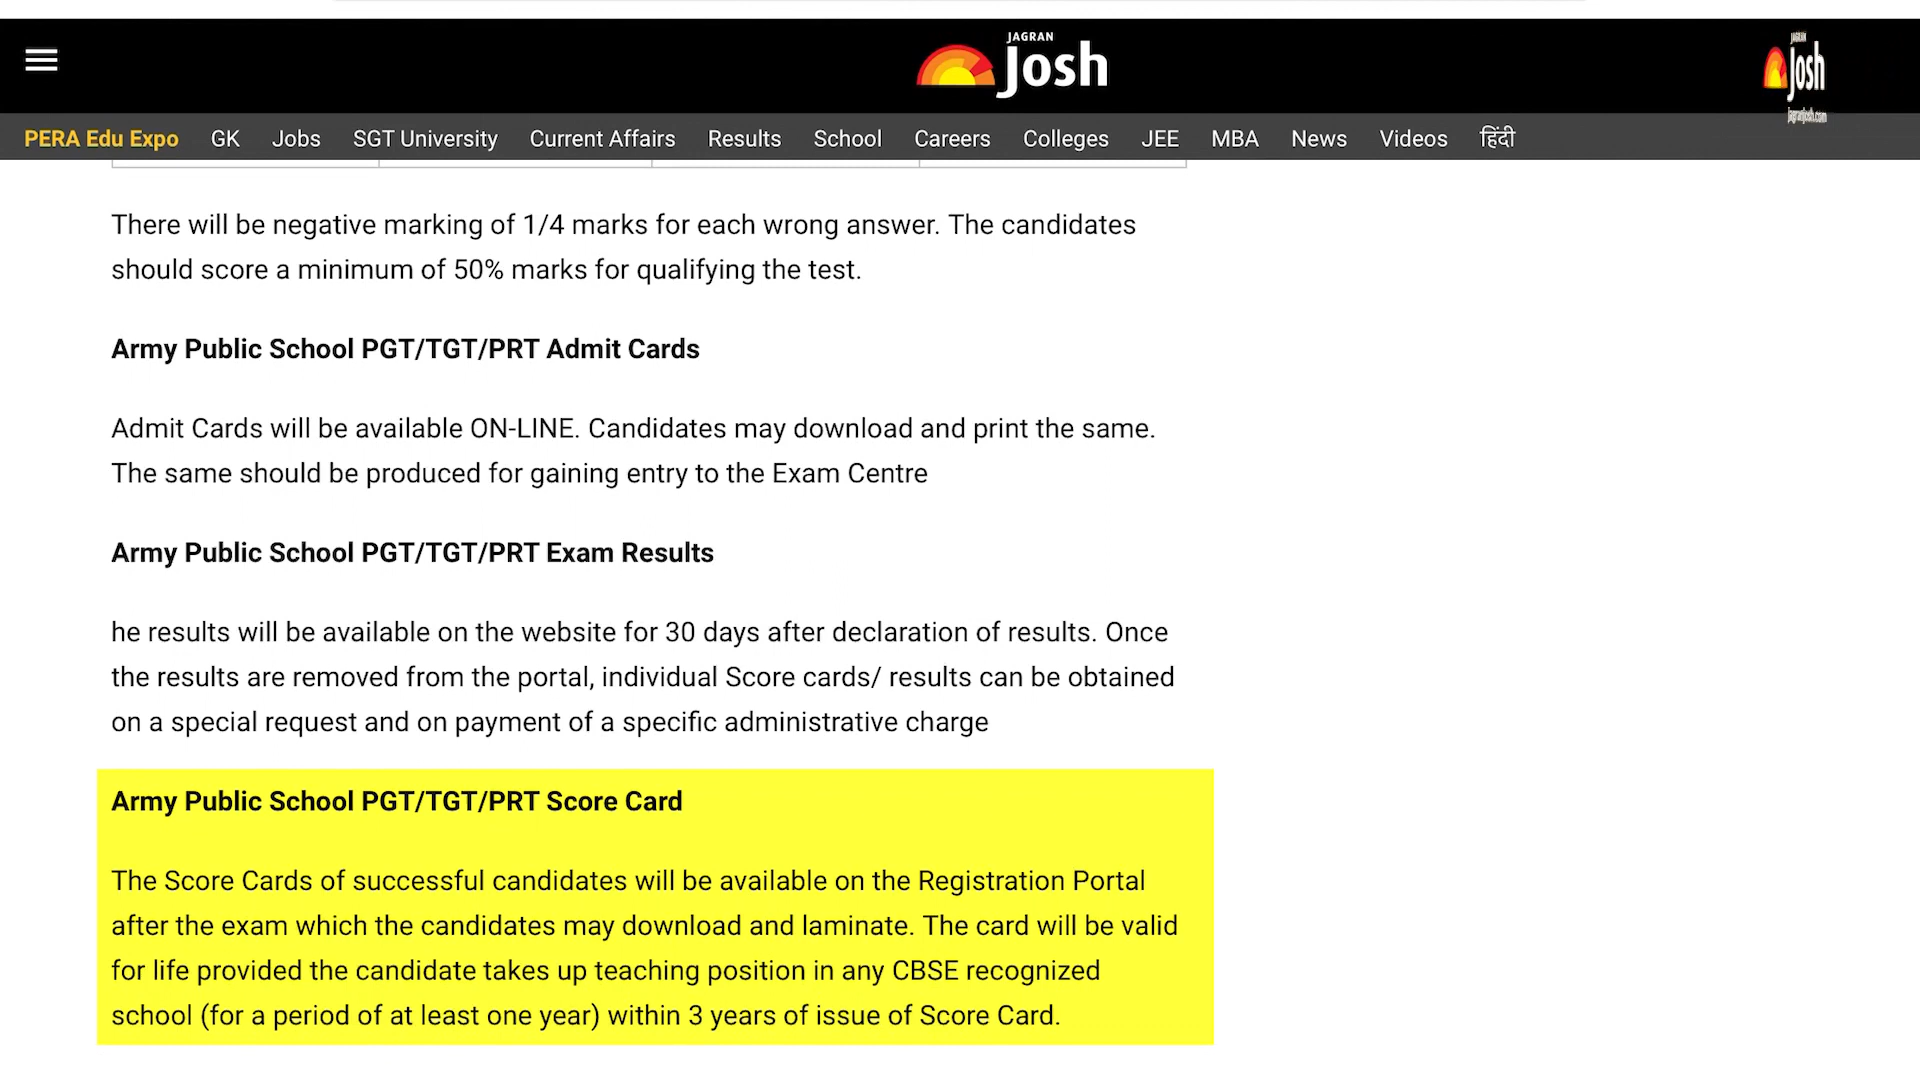 JAGRAN
Josh
JAGRAN
Josh
jagranjosh.com
PERA Edu Expo GK Jobs SGT University Current Affairs Results School Careers Colleges JEE MBA News Videos हिंदी
There will be negative marking of 1/4 marks for each wrong answer. The candidates
should score a minimum of 50% marks for qualifying the test.
Army Public School PGT/TGT/PRT Admit Cards
Admit Cards will be available ON-LINE. Candidates may download and print the same.
The same should be produced for gaining entry to the Exam Centre
Army Public School PGT/TGT/PRT Exam Results
he results will be available on the website for 30 days after declaration of results. Once
the results are removed from the portal, individual Score cards/ results can be obtained
on a special request and on payment of a specific administrative charge
Army Public School PGT/TGT/PRT Score Card
The Score Cards of successful candidates will be available on the Registration Portal
after the exam which the candidates may download and laminate. The card will be valid
for life provided the candidate takes up teaching position in any CBSE recognized
school (for a period of at least one year) within 3 years of issue of Score Card.